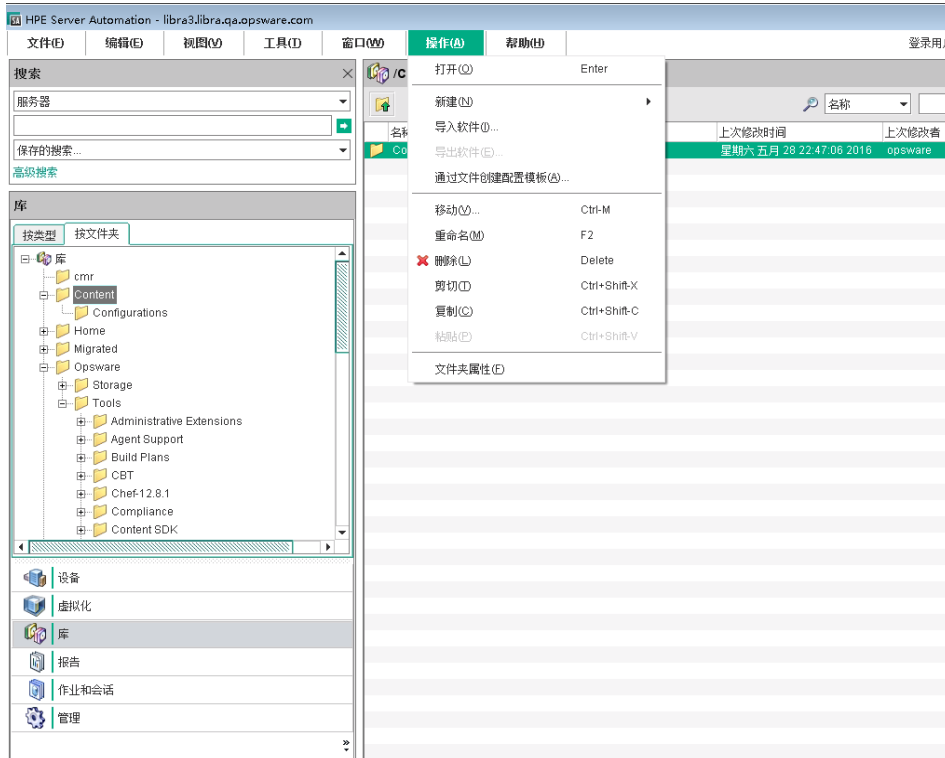 HPE Server Automation - libra3.libra.qa.opsware.com
文件(F) 编辑(E) 视图(V) 工具(T) 窗口(W) 操作(A) 帮助(H) 登录用
搜索
服务器
保存的搜索...
高级搜索
库
按类型 按文件夹
库
cmr
Content
Configurations
Home
Migrated
Opsware
Storage
Tools
Administrative Extensions
Agent Support
Build Plans
CBT
Chef-12.8.1
Compliance
Content SDK
设备
虚拟化
库
报告
作业和会话
管理
/C
名称
名称 上次修改时间 上次修改者
Co 星期六 五月 28 22:47:06 2016 opsware
打开(O) Enter
新建(N)
导入软件(I)...
导出软件(E)...
通过文件创建配置模板(A)...
移动(V)... Ctrl-M
重命名(M) F2
删除(L) Delete
剪切(T) Ctrl+Shift-X
复制(C) Ctrl+Shift-C
粘贴(P) Ctrl+Shift-V
文件夹属性(F)